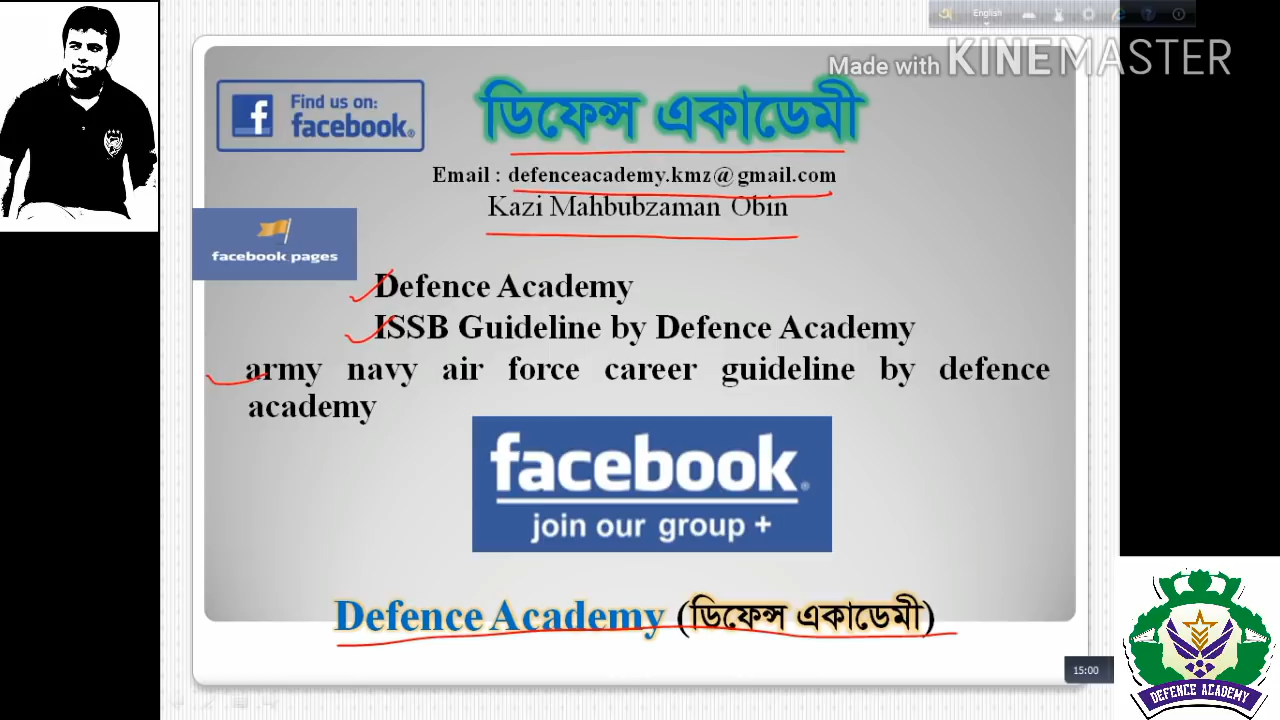 English
Made with KINEMASTER
Find us on:
facebook®
ডিফেন্স একাডেমী
Email : defenceacademy.kmz@gmail.com
Kazi Mahbubzaman Obin
facebook pages
Defence Academy
ISSB Guideline by Defence Academy
army navy air force career guideline by defence
academy
facebook®
join our group +
Defence Academy (ডিফেন্স একাডেমী)
15:00
DEFENCE ACADEMY